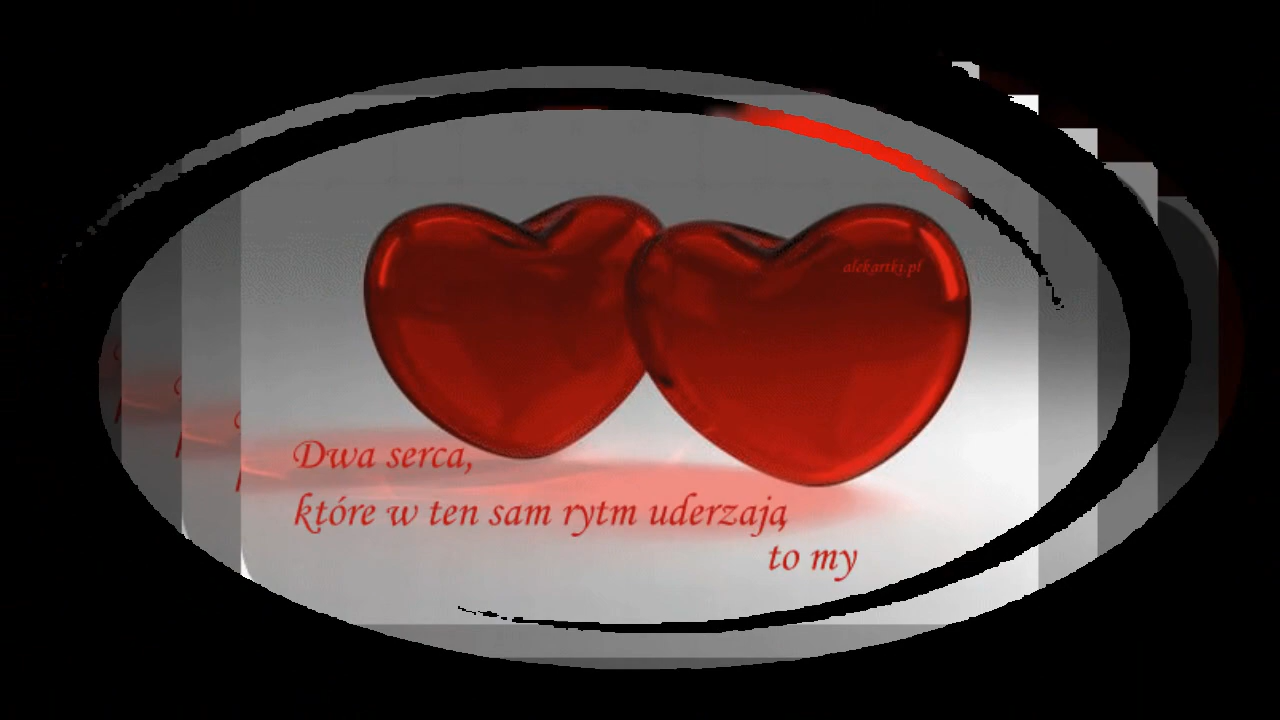 alekartki.pl
Dwa serca,
które w ten sam rytm uderzają
to my